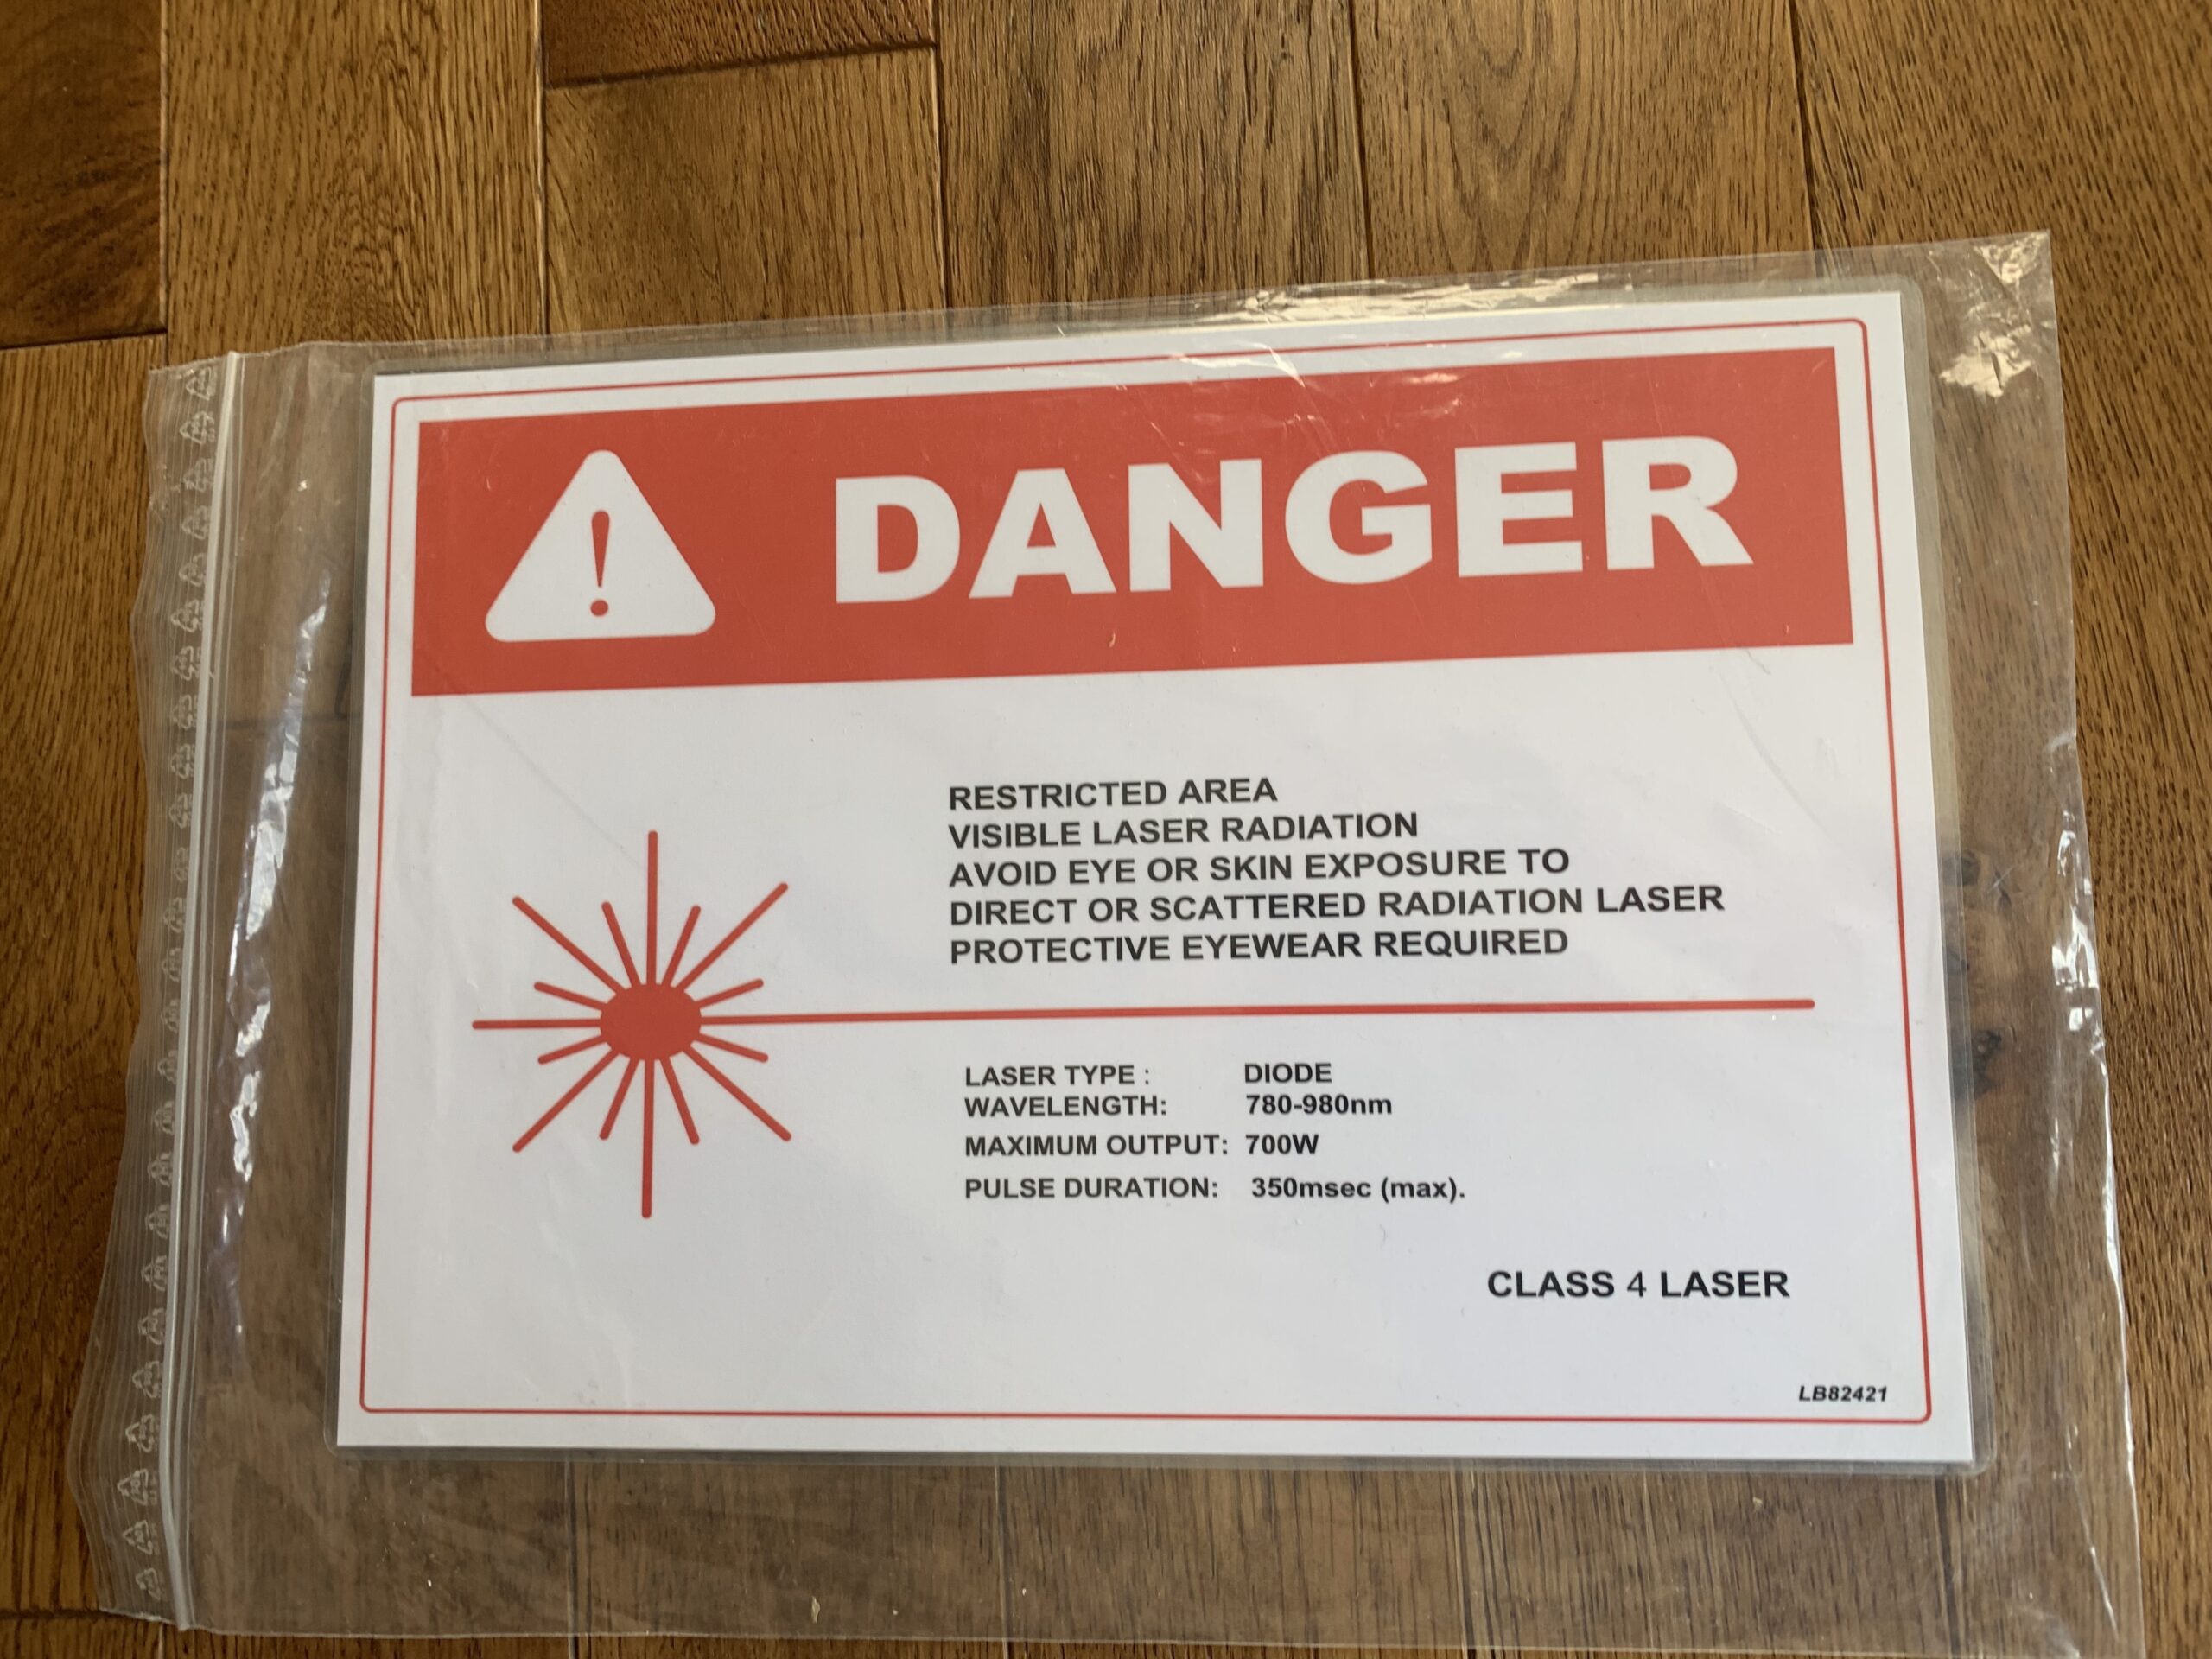 DANGER
RESTRICTED AREA
VISIBLE LASER RADIATION
AVOID EYE OR SKIN EXPOSURE TO
DIRECT OR SCATTERED RADIATION LASER
PROTECTIVE EYEWEAR REQUIRED
LASER TYPE : DIODE
WAVELENGTH: 780-980nm
MAXIMUM OUTPUT: 700W
PULSE DURATION: 350msec (max).
CLASS 4 LASER
LB82421